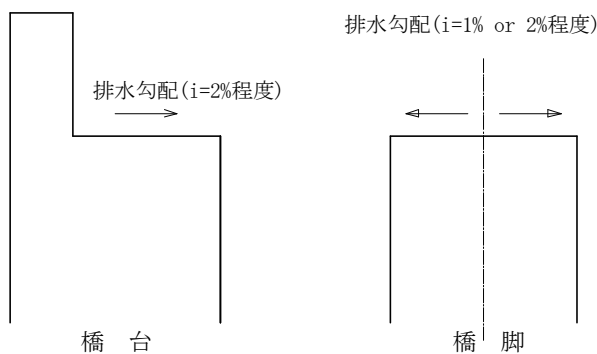 排水勾配(i=1% or 2%程度)
排水勾配(i=2%程度)
橋 台
橋 脚